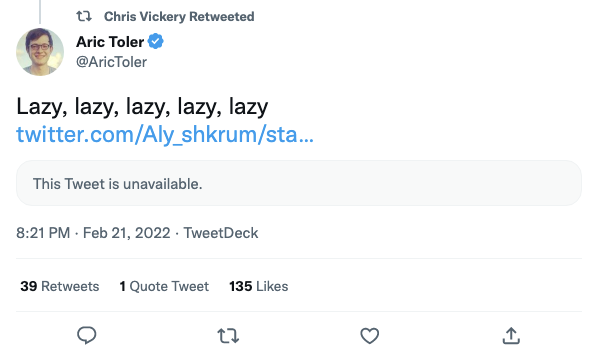 Chris Vickery Retweeted
Aric Toler
@AricToler
Lazy, lazy, lazy, lazy, lazy
twitter.com/Aly_shkrum/sta...
This Tweet is unavailable.
8:21 PM · Feb 21, 2022 · TweetDeck
39 Retweets 1 Quote Tweet 135 Likes